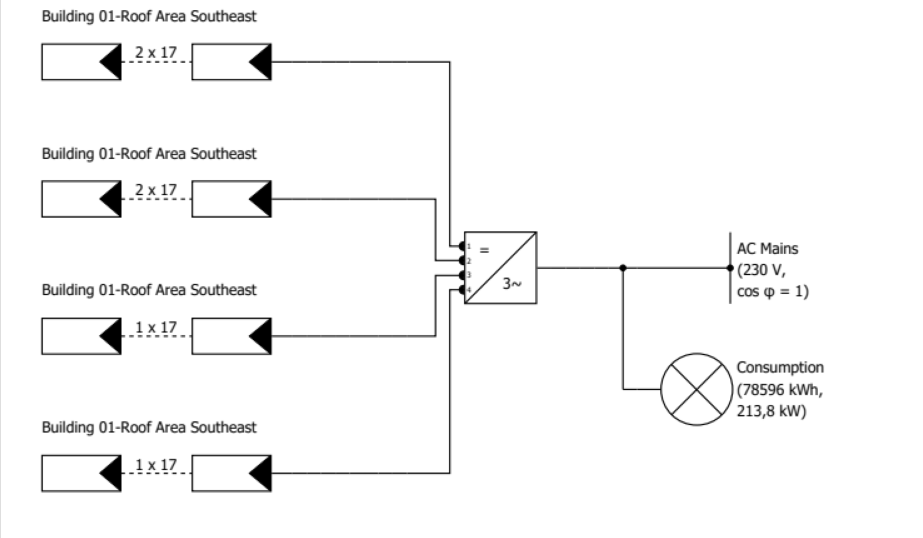 Building 01-Roof Area Southeast
2 x 17
Building 01-Roof Area Southeast
2 x 17
1
2
3
4
=
3~
AC Mains
(230 V,
cos φ = 1)
Building 01-Roof Area Southeast
1 x 17
Consumption
(78596 kWh,
213,8 kW)
Building 01-Roof Area Southeast
1 x 17